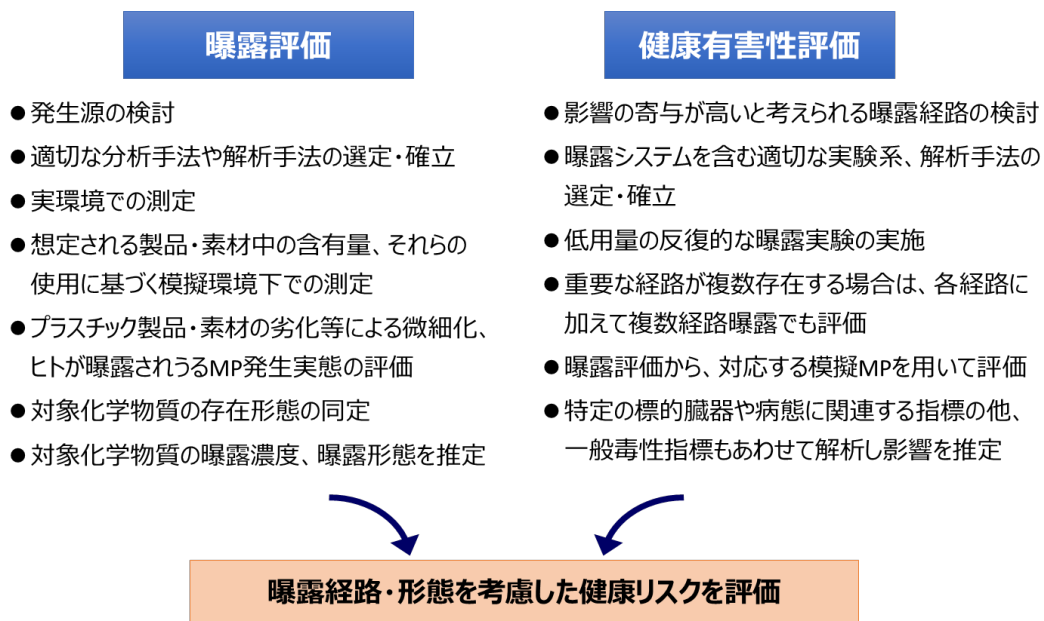 曝露評価
●発生源の検討
●適切な分析手法や解析手法の選定・確立
●実環境での測定
●想定される製品・素材中の含有量、それらの
使用に基づく模擬環境下での測定
●プラスチック製品・素材の劣化等による微細化、
ヒトが曝露されうるMP発生実態の評価
●対象化学物質の存在形態の同定
●対象化学物質の曝露濃度、曝露形態を推定
健康有害性評価
●影響の寄与が高いと考えられる曝露経路の検討
●曝露システムを含む適切な実験系、解析手法の
選定・確立
●低用量の反復的な曝露実験の実施
●重要な経路が複数存在する場合は、各経路に
加えて複数経路曝露でも評価
●曝露評価から、対応する模擬MPを用いて評価
●特定の標的臓器や病態に関連する指標の他、
一般毒性指標もあわせて解析し影響を推定
曝露経路・形態を考慮した健康リスクを評価